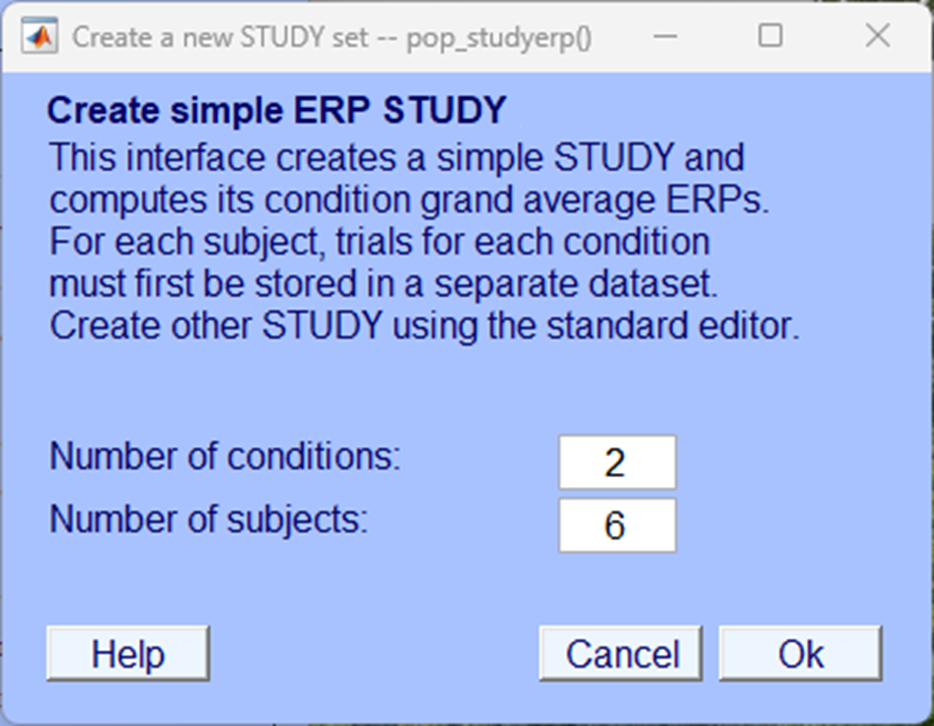 Create a new STUDY set -- pop_studyerp()
Create simple ERP STUDY
This interface creates a simple STUDY and
computes its condition grand average ERPs.
For each subject, trials for each condition
must first be stored in a separate dataset.
Create other STUDY using the standard editor.
Number of conditions: 2
Number of subjects: 6
Help Cancel Ok